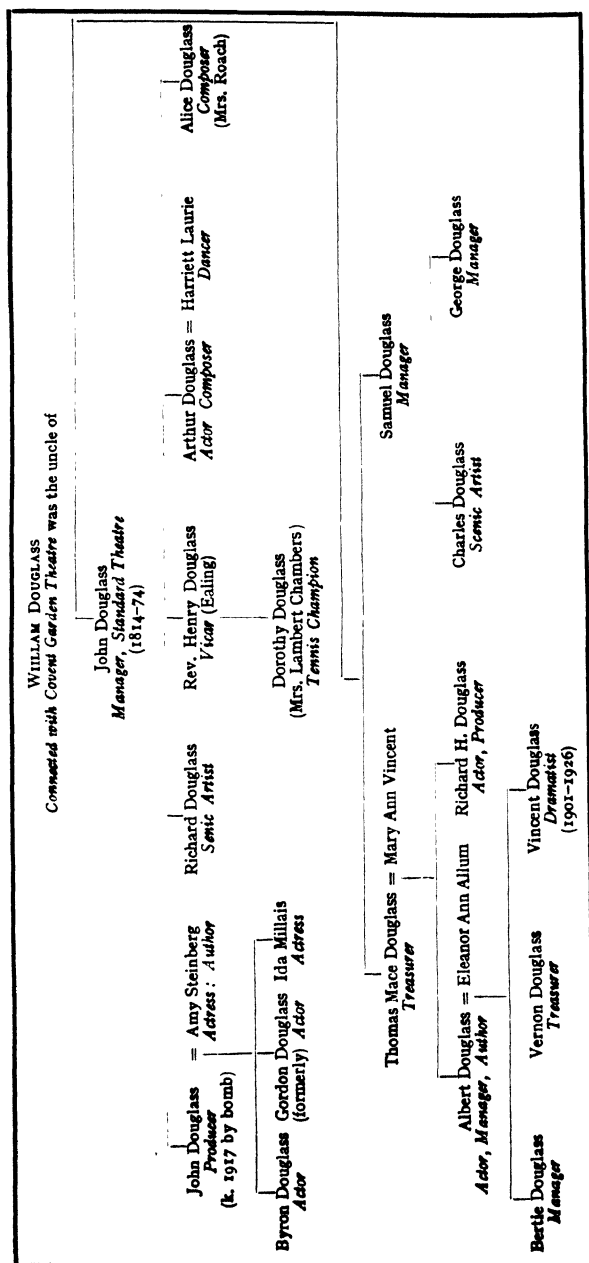 WIILLAM DOUGLASS
Connected with Covent Garden Theatre was the uncle of
John Douglass
Manager, Standard Theatre
(1814-74)
John Douglass = Amy Steinberg
Producer Actress: Author
(k. 1917 by bomb)
Richard Douglass
Senic Artist
Rev. Henry Douglass
Vicar (Ealing)
Arthur Douglass = Harriett Laurie
Actor Composer Dancer
Alice Douglass
Composer
(Mrs. Roach)
Byron Douglass
Actor
Gordon Douglass
(formerly) Actor
Ida Millais
Actress
Dorothy Douglass
(Mrs. Lambert Chambers)
Tennis Champion
Thomas Mace Douglass = Mary Ann Vincent
Treasurer
Samuel Douglass
Manager
Albert Douglass = Eleanor Ann Allum
Actor, Manager, Author
Richard H. Douglass
Actor, Producer
Charles Douglass
Scenic Artist
George Douglass
Manager
Bertie Douglass
Manager
Vernon Douglass
Treasurer
Vincent Douglass
Dramatist
(1901-1926)